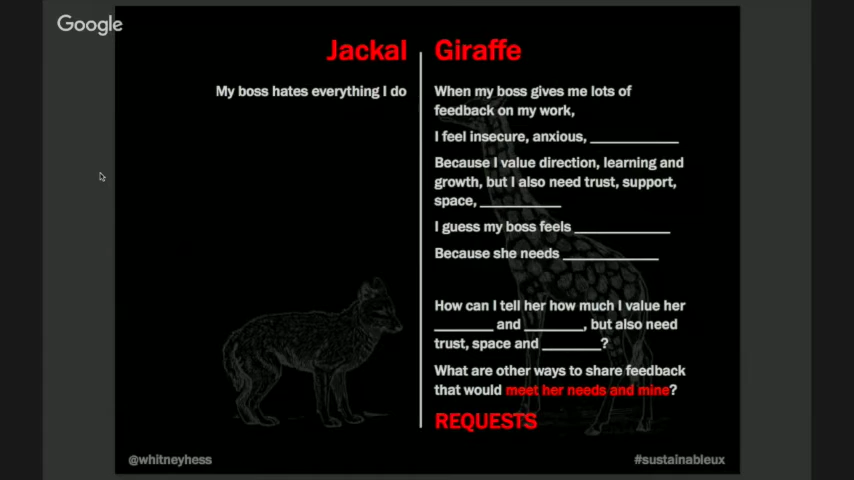 Google
Jackal
Giraffe
My boss hates everything I do
When my boss gives me lots of
feedback on my work,
I feel insecure, anxious, ____________
Because I value direction, learning and
growth, but I also need trust, support,
space, ___________
I guess my boss feels _____________
Because she needs _____________
How can I tell her how much I value her
________ and ________, but also need
trust, space and ________?
What are other ways to share feedback
that would meet her needs and mine?
REQUESTS
@whitneyhess
#sustainableux